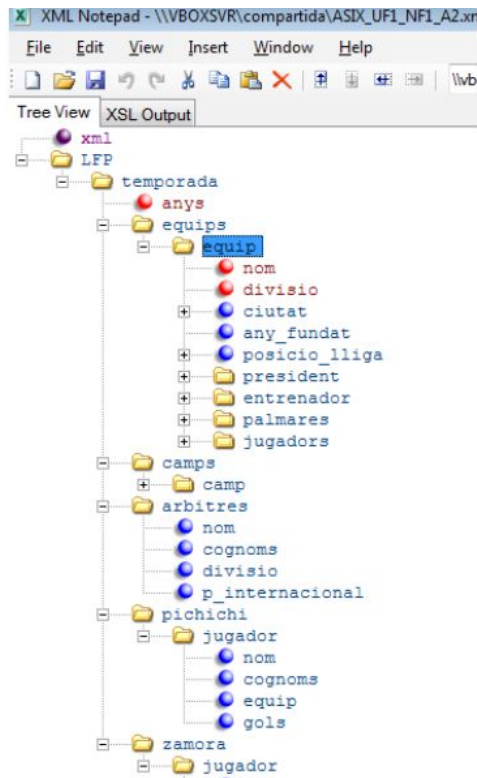 XML Notepad - \\VBOXSVR\compartida\ASIX_UF1_NF1_A2.xm
File Edit View Insert Window Help
\\vb
Tree View XSL Output
xml
LFP
temporada
anys
equips
equip
nom
divisio
ciutat
any_fundat
posicio_lliga
president
entrenador
palmares
jugadors
camps
camp
arbitres
nom
cognoms
divisio
p_internacional
pichichi
jugador
nom
cognoms
equip
gols
zamora
jugador